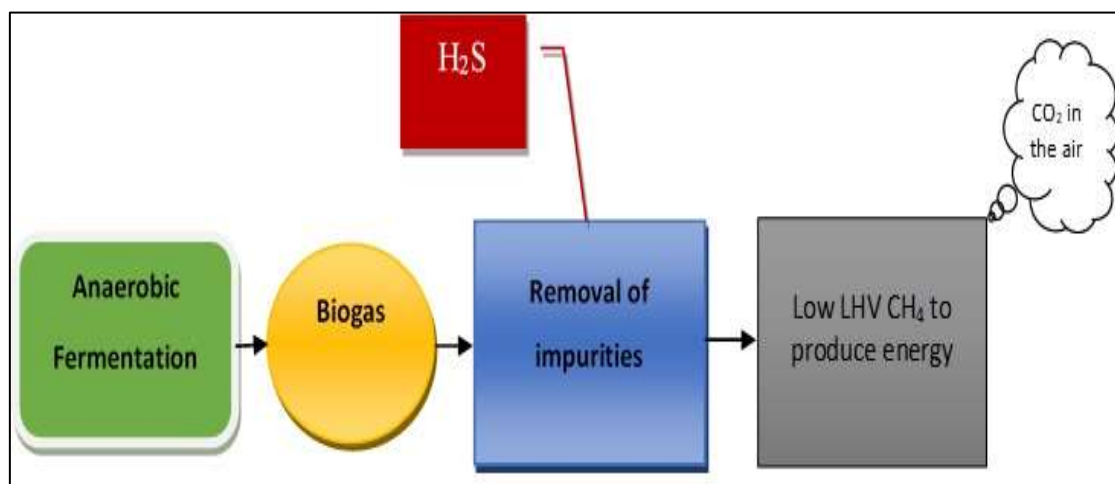 H₂S
CO₂ in
the air
Anaerobic
Fermentation
Biogas
Removal of
impurities
Low LHV CH₄ to
produce energy